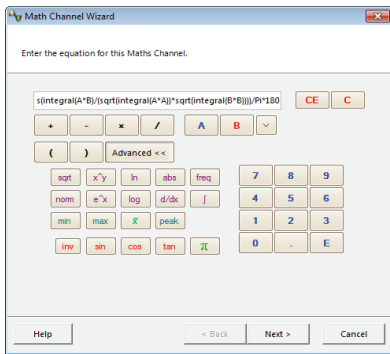 Math Channel Wizard
Enter the equation for this Maths Channel.
s(integral(A*B)/(sqrt(integral(A*A))*sqrt(integral(B*B))))/Pi*180 CE C
+ - × / A B
( ) Advanced <<
sqrt x^y ln abs freq 7 8 9
norm e^x log d/dx ∫ 4 5 6
min max x̄ peak 1 2 3
inv sin cos tan π 0 . E
Help < Back Next > Cancel